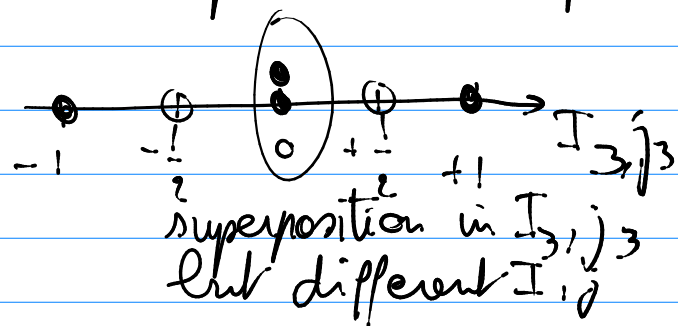 -1 -1/2 0 +1/2 +1 I3,j3
superposition in I3,j3
but different I,j